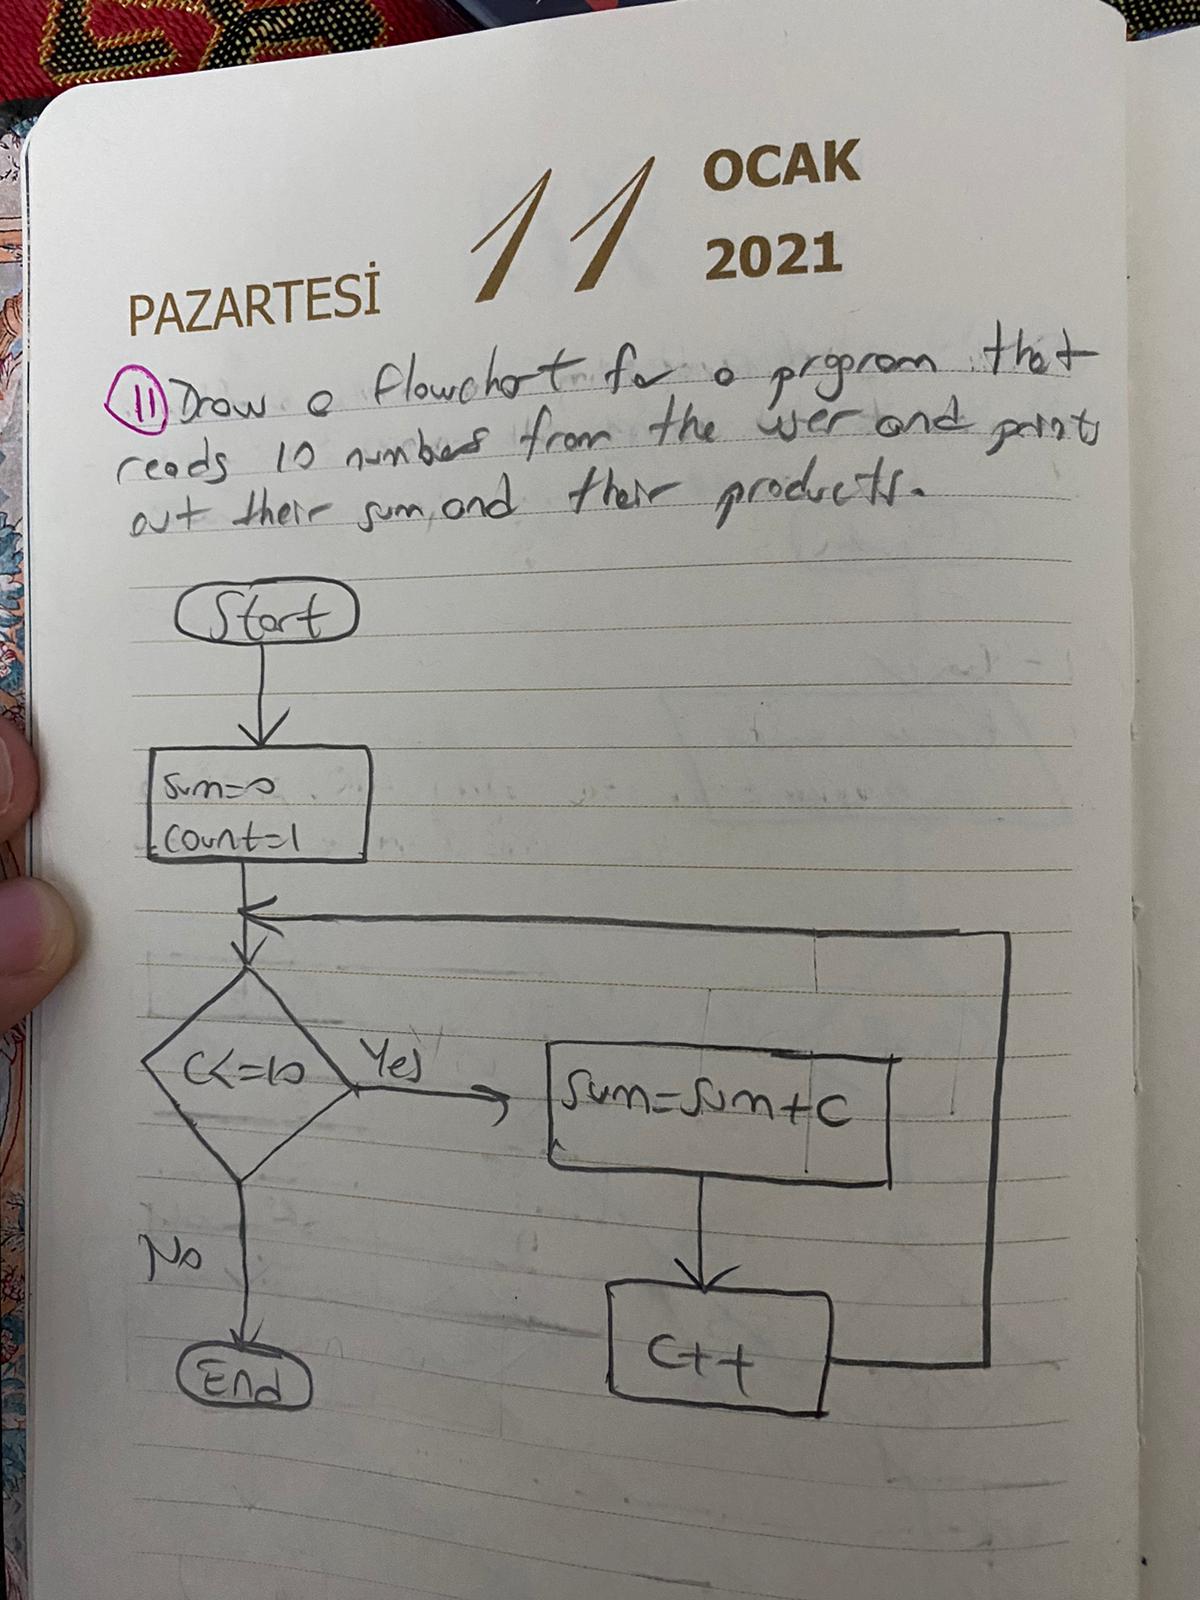 PAZARTESİ 11 OCAK 2021
11 Draw a flowchart for a prgoram that
reads 10 numbers from the user and prints
out their sum, and their products.
Start
sum=0
count=1
C<=10
Yes
Sum=sum+C
No
C++
End